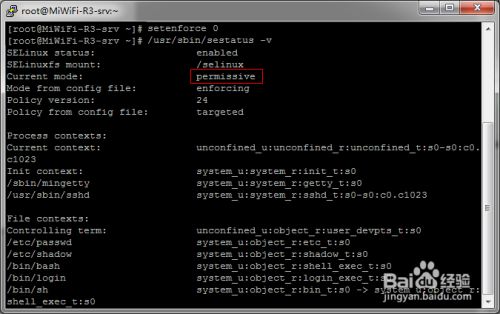 root@MiWiFi-R3-srv:~
[root@MiWiFi-R3-srv ~]# setenforce 0
[root@MiWiFi-R3-srv ~]# /usr/sbin/sestatus -v
SELinux status: enabled
SELinuxfs mount: /selinux
Current mode: permissive
Mode from config file: enforcing
Policy version: 24
Policy from config file: targeted
Process contexts:
Current context: unconfined_u:unconfined_r:unconfined_t:s0-s0:c0.
c1023
Init context: system_u:system_r:init_t:s0
/sbin/mingetty system_u:system_r:getty_t:s0
/usr/sbin/sshd system_u:system_r:sshd_t:s0-s0:c0.c1023
File contexts:
Controlling term: unconfined_u:object_r:user_devpts_t:s0
/etc/passwd system_u:object_r:etc_t:s0
/etc/shadow system_u:object_r:shadow_t:s0
/bin/bash system_u:object_r:shell_exec_t:s0
/bin/login system_u:object_r:login_exec_t:s0
/bin/sh system_u:object_r:bin_t:s0 -> system_u:object_r:
shell_exec_t:s0
Baidu 经验
jingyan.baidu.com